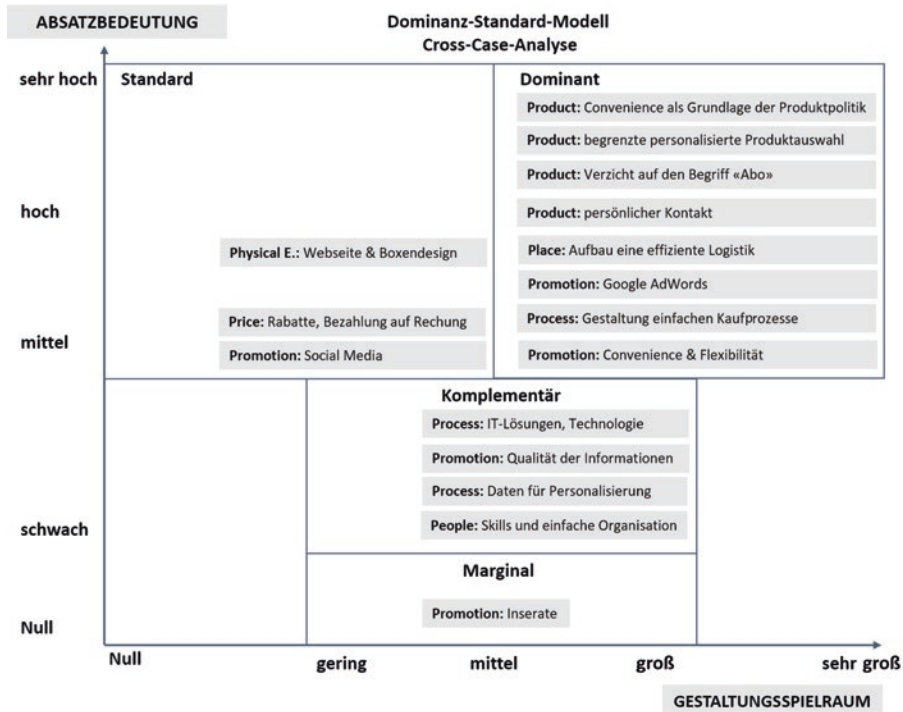 ABSATZBEDEUTUNG
Dominanz-Standard-Modell
Cross-Case-Analyse
sehr hoch
hoch
mittel
schwach
Null
Standard
Physical E.: Webseite & Boxendesign
Price: Rabatte, Bezahlung auf Rechung
Promotion: Social Media
Dominant
Product: Convenience als Grundlage der Produktpolitik
Product: begrenzte personalisierte Produktauswahl
Product: Verzicht auf den Begriff «Abo»
Product: persönlicher Kontakt
Place: Aufbau eine effiziente Logistik
Promotion: Google AdWords
Process: Gestaltung einfachen Kaufprozesse
Promotion: Convenience & Flexibilität
Komplementär
Process: IT-Lösungen, Technologie
Promotion: Qualität der Informationen
Process: Daten für Personalisierung
People: Skills und einfache Organisation
Marginal
Promotion: Inserate
Null
gering
mittel
groß
sehr groß
GESTALTUNGSSPIELRAUM